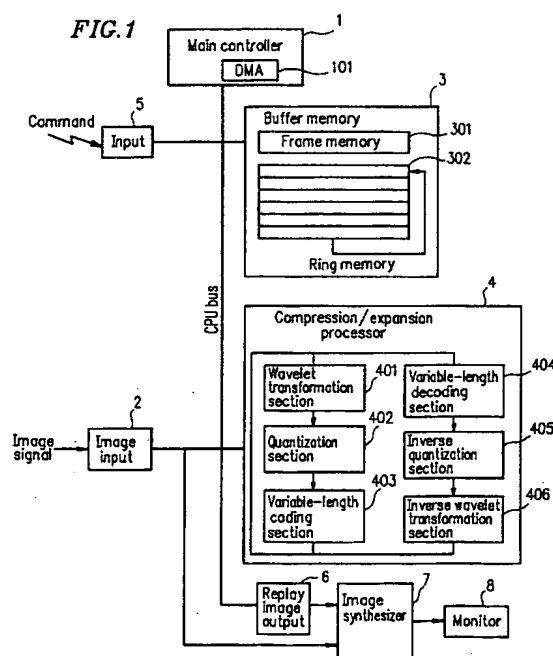 FIG.1
1
Main controller
DMA
101
3
5
Command
Input
Buffer memory
Frame memory
301
302
Ring memory
CPU bus
4
Compression/expansion
processor
Wavelet
transformation
section
401
Variable-length
decoding
section
404
2
Image signal
Image
input
Quantization
section
402
Inverse
quantization
section
405
Variable-length
coding
section
403
Inverse wavelet
transformation
section
406
6
Replay
image
output
7
Image
synthesizer
8
Monitor